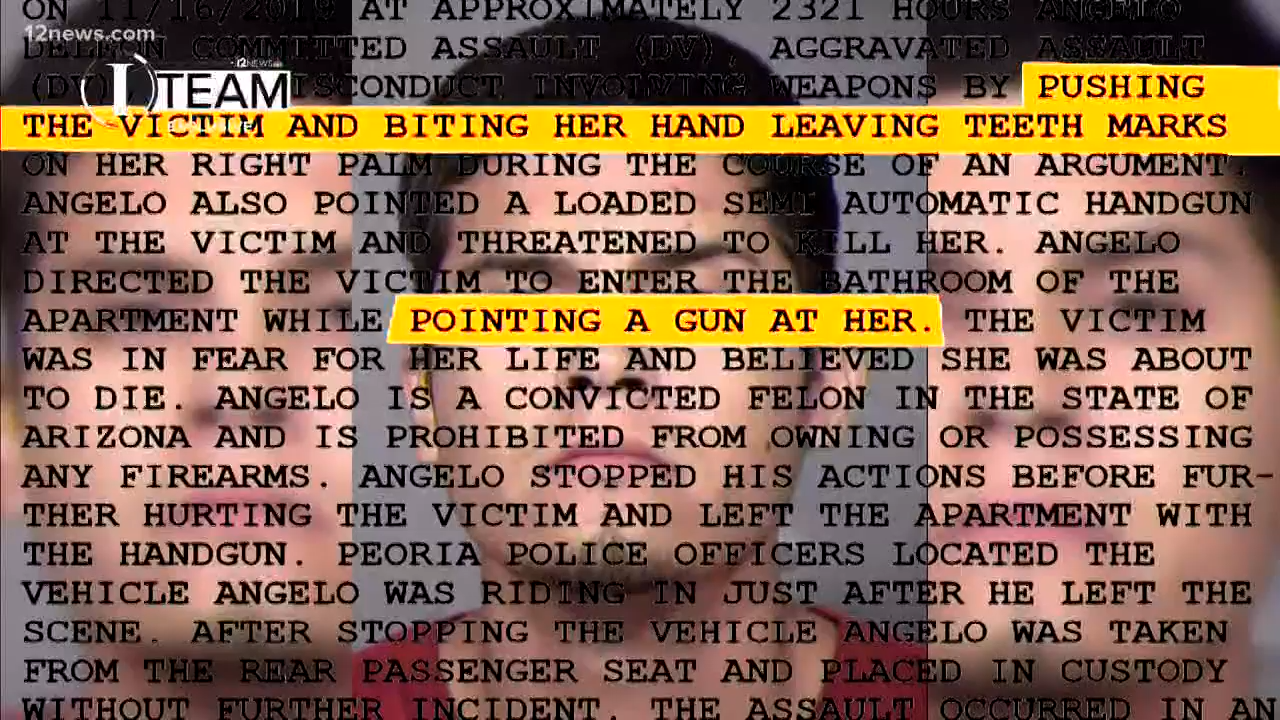 ON 11/16/2019 AT APPROXIMATELY 2321 HOURS ANGELO
12news.com
COMMITTED ASSAULT (DV), AGGRAVATED ASSAULT
12 NEWS
I TEAM
EXCLUSIVE
MISCONDUCT INVOLVING WEAPONS BY PUSHING
THE VICTIM AND BITING HER HAND LEAVING TEETH MARKS
ON HER RIGHT PALM DURING THE COURSE OF AN ARGUMENT.
ANGELO ALSO POINTED A LOADED SEMI AUTOMATIC HANDGUN
AT THE VICTIM AND THREATENED TO KILL HER. ANGELO
DIRECTED THE VICTIM TO ENTER THE BATHROOM OF THE
APARTMENT WHILE POINTING A GUN AT HER. THE VICTIM
WAS IN FEAR FOR HER LIFE AND BELIEVED SHE WAS ABOUT
TO DIE. ANGELO IS A CONVICTED FELON IN THE STATE OF
ARIZONA AND IS PROHIBITED FROM OWNING OR POSSESSING
ANY FIREARMS. ANGELO STOPPED HIS ACTIONS BEFORE FUR-
THER HURTING THE VICTIM AND LEFT THE APARTMENT WITH
THE HANDGUN. PEORIA POLICE OFFICERS LOCATED THE
VEHICLE ANGELO WAS RIDING IN JUST AFTER HE LEFT THE
SCENE. AFTER STOPPING THE VEHICLE ANGELO WAS TAKEN
FROM THE REAR PASSENGER SEAT AND PLACED IN CUSTODY
WITHOUT FURTHER INCIDENT. THE ASSAULT OCCURRED IN AN